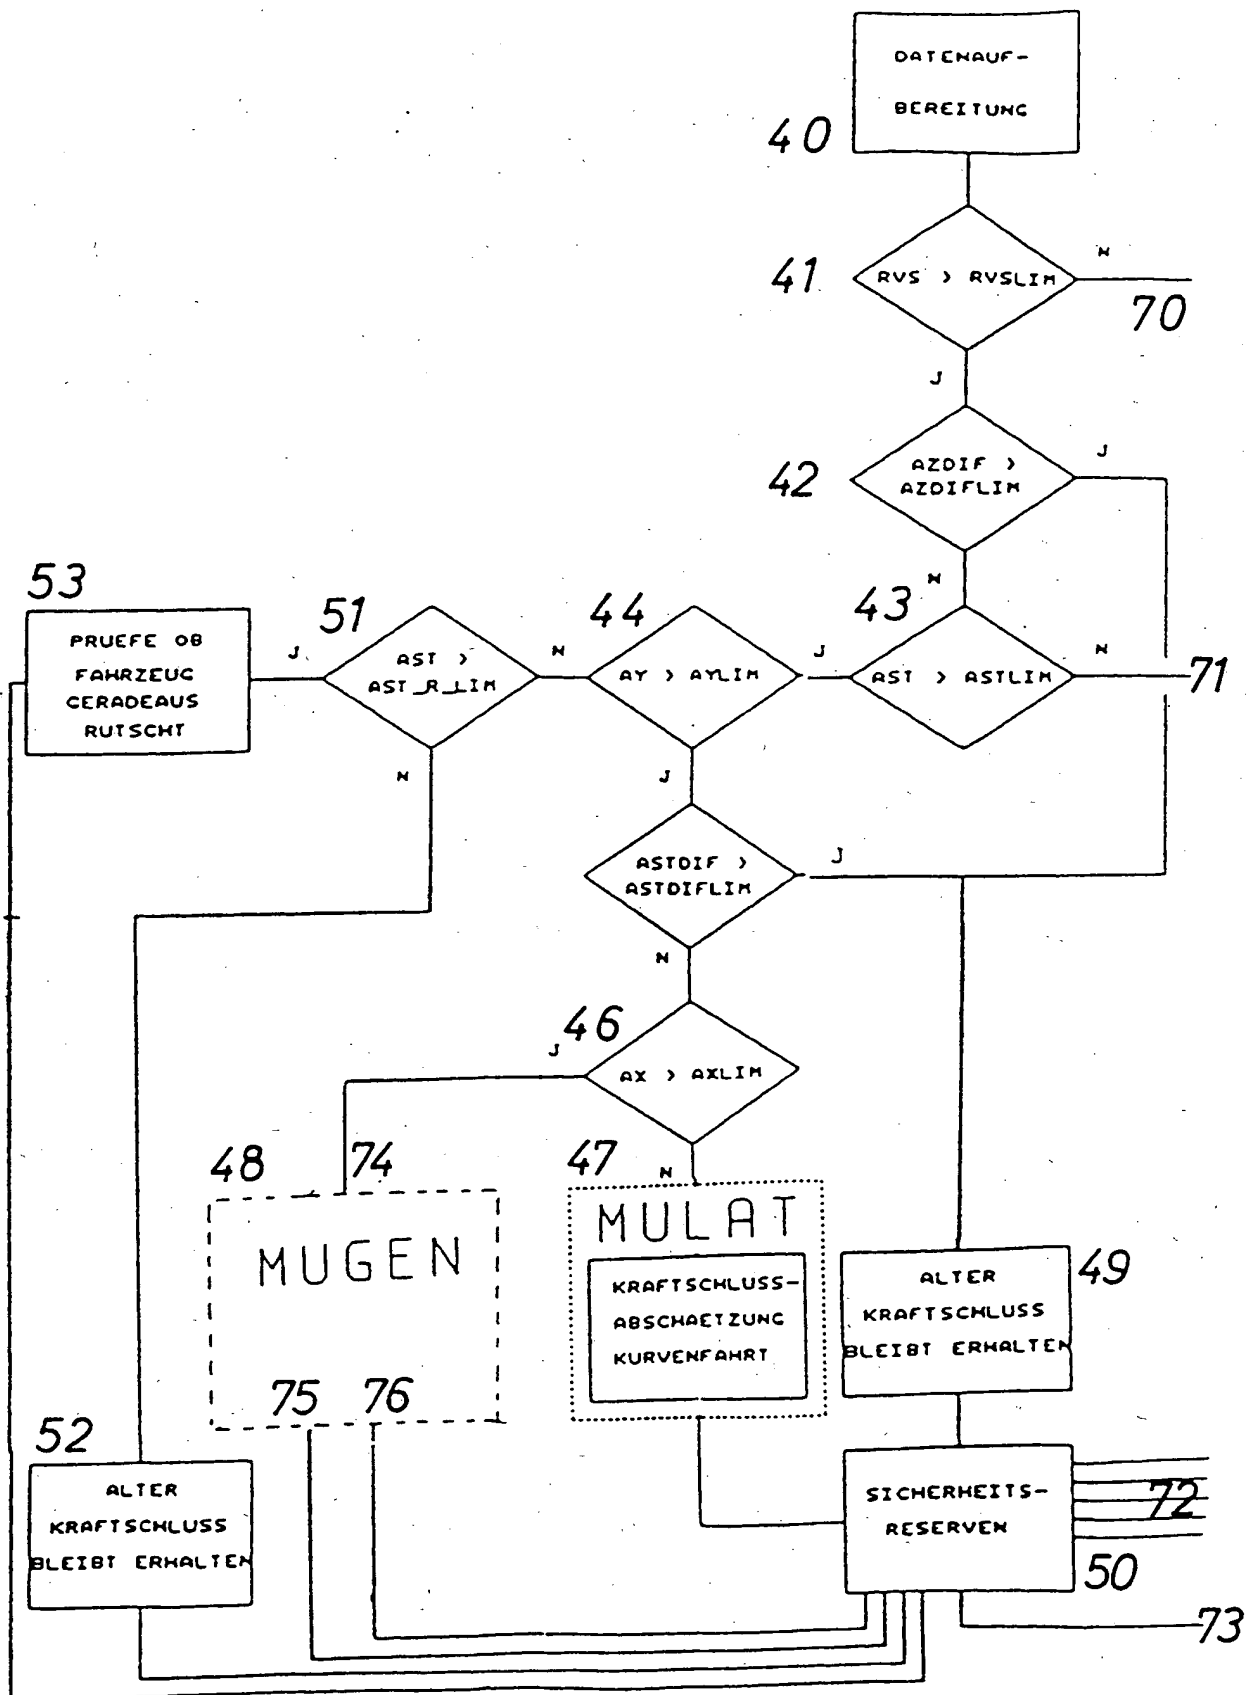 DATENAUF-
BEREITUNG
40
41
RVS > RVSLIM
N
70
J
42
AZDIF >
AZDIFLIM
J
N
53
PRUEFE OB
FAHRZEUG
GERADEAUS
RUTSCHT
J
51
AST >
AST_R_LIM
N
N
44
AY > AYLIM
J
J
43
AST > ASTLIM
N
71
ASTDIF >
ASTDIFLIM
J
N
46
J
AX > AXLIM
N
48
74
MUGEN
75
76
47
MULAT
KRAFTSCHLUSS-
ABSCHAETZUNG
KURVENFAHRT
49
ALTER
KRAFTSCHLUSS
BLEIBT ERHALTEN
52
ALTER
KRAFTSCHLUSS
BLEIBT ERHALTEN
SICHERHEITS-
RESERVEN
72
50
73